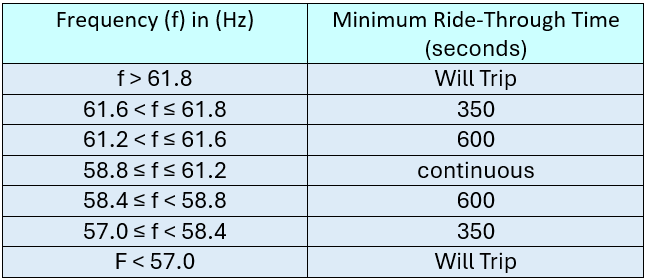 Frequency (f) in (Hz) Minimum Ride-Through Time
(seconds)
f > 61.8 Will Trip
61.6 < f ≤ 61.8 350
61.2 < f ≤ 61.6 600
58.8 ≤ f ≤ 61.2 continuous
58.4 ≤ f < 58.8 600
57.0 ≤ f < 58.4 350
F < 57.0 Will Trip